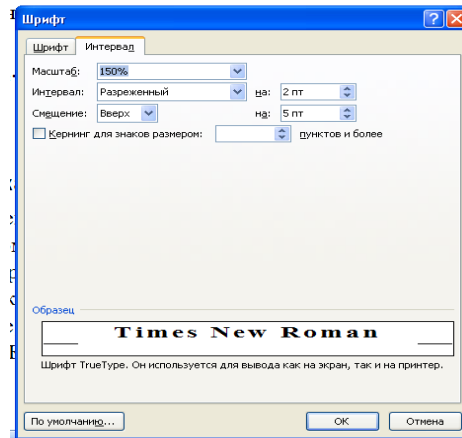 Шрифт
Шрифт Интервал
Масштаб: 150%
Интервал: Разреженный на: 2 пт
Смещение: Вверх на: 5 пт
Кернинг для знаков размером: пунктов и более
Образец
Times New Roman
Шрифт TrueType. Он используется для вывода как на экран, так и на принтер.
По умолчанию... ОК Отмена